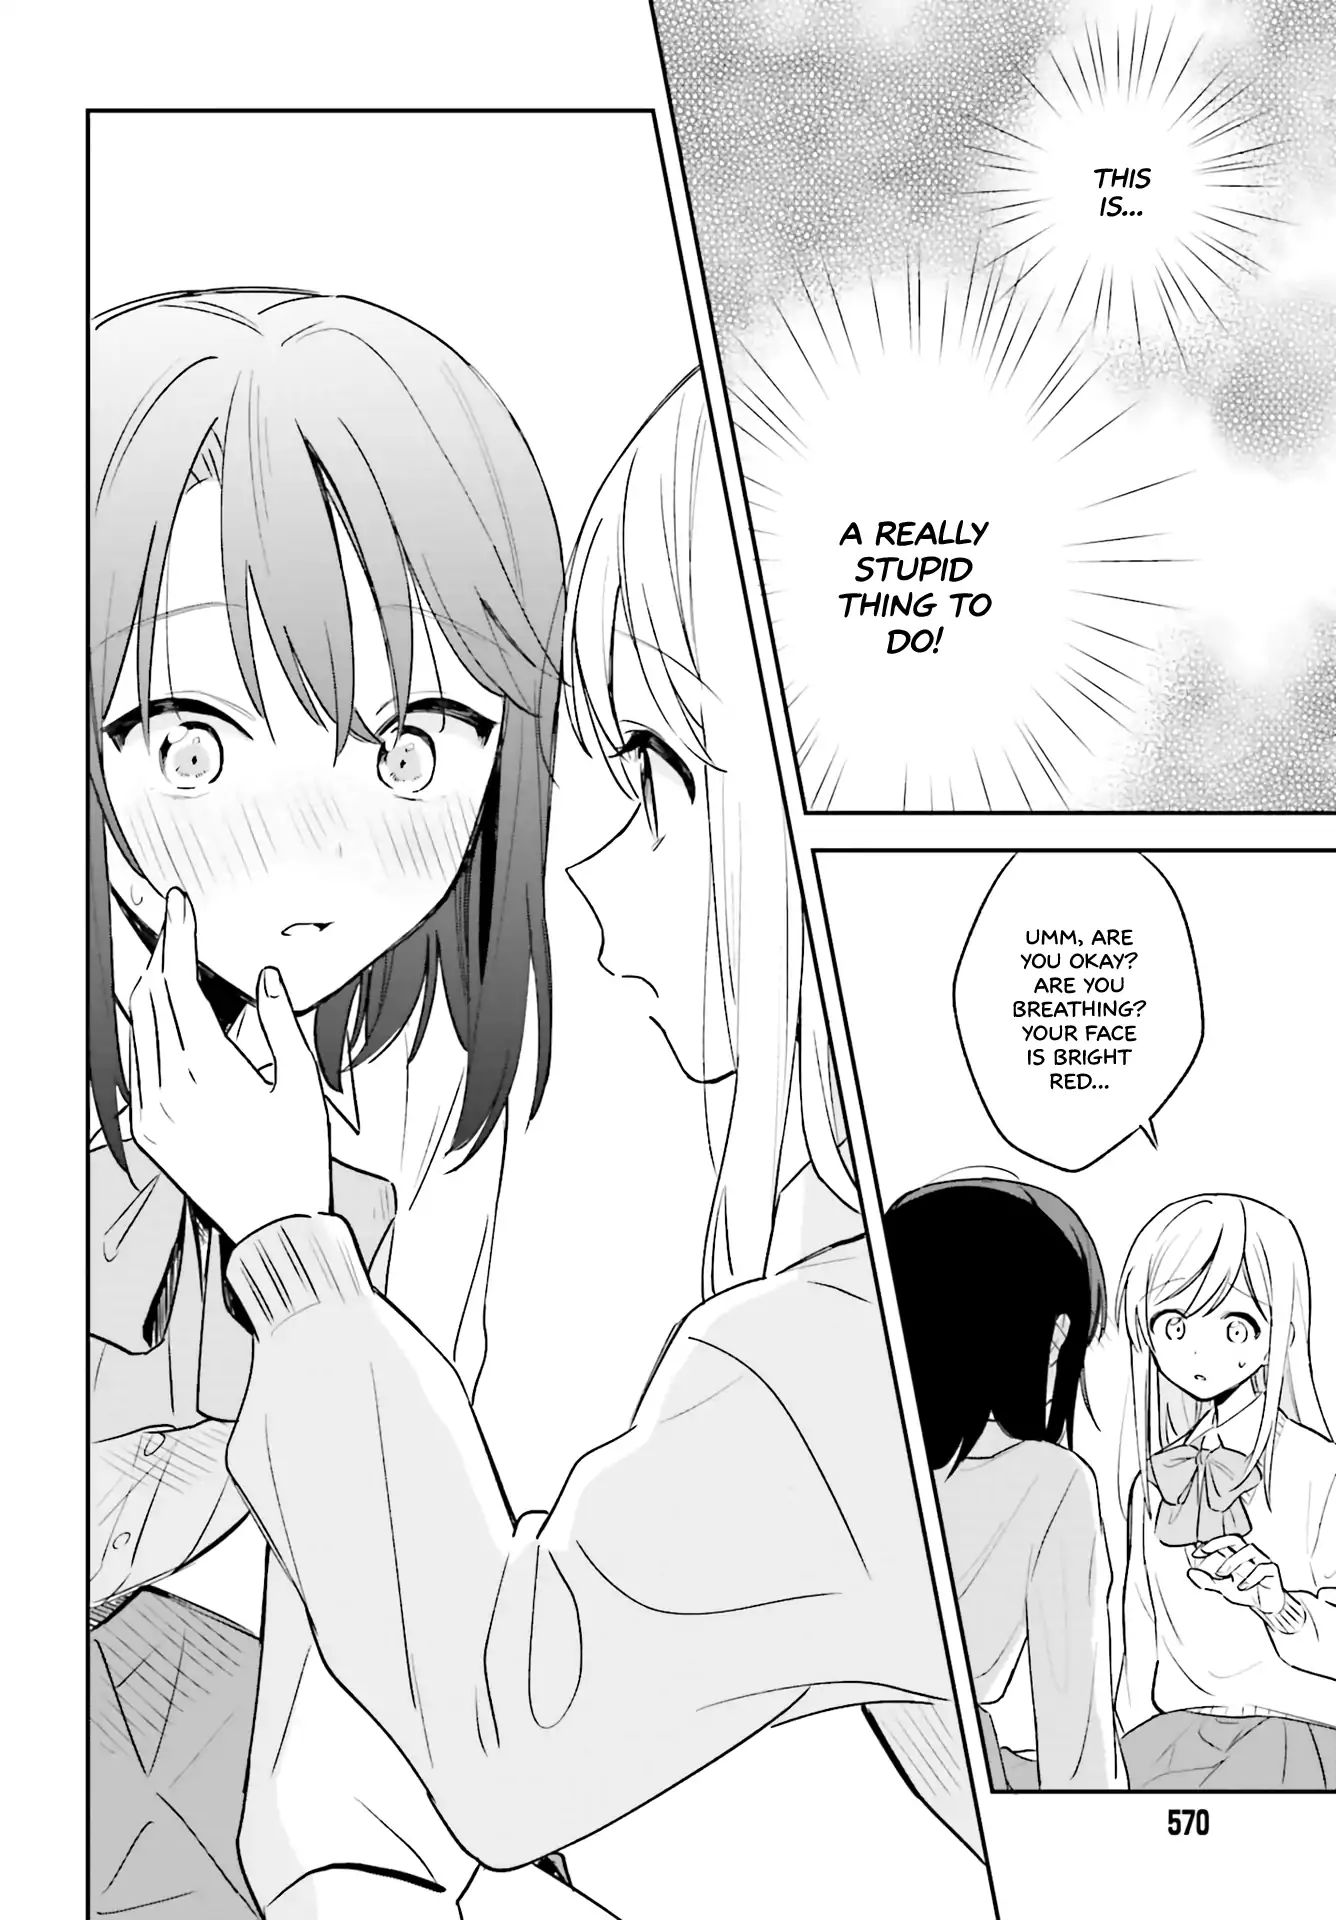 THIS
IS...
A REALLY
STUPID
THING TO
DO!
UMM, ARE
YOU OKAY?
ARE YOU
BREATHING?
YOUR FACE
IS BRIGHT
RED...
570